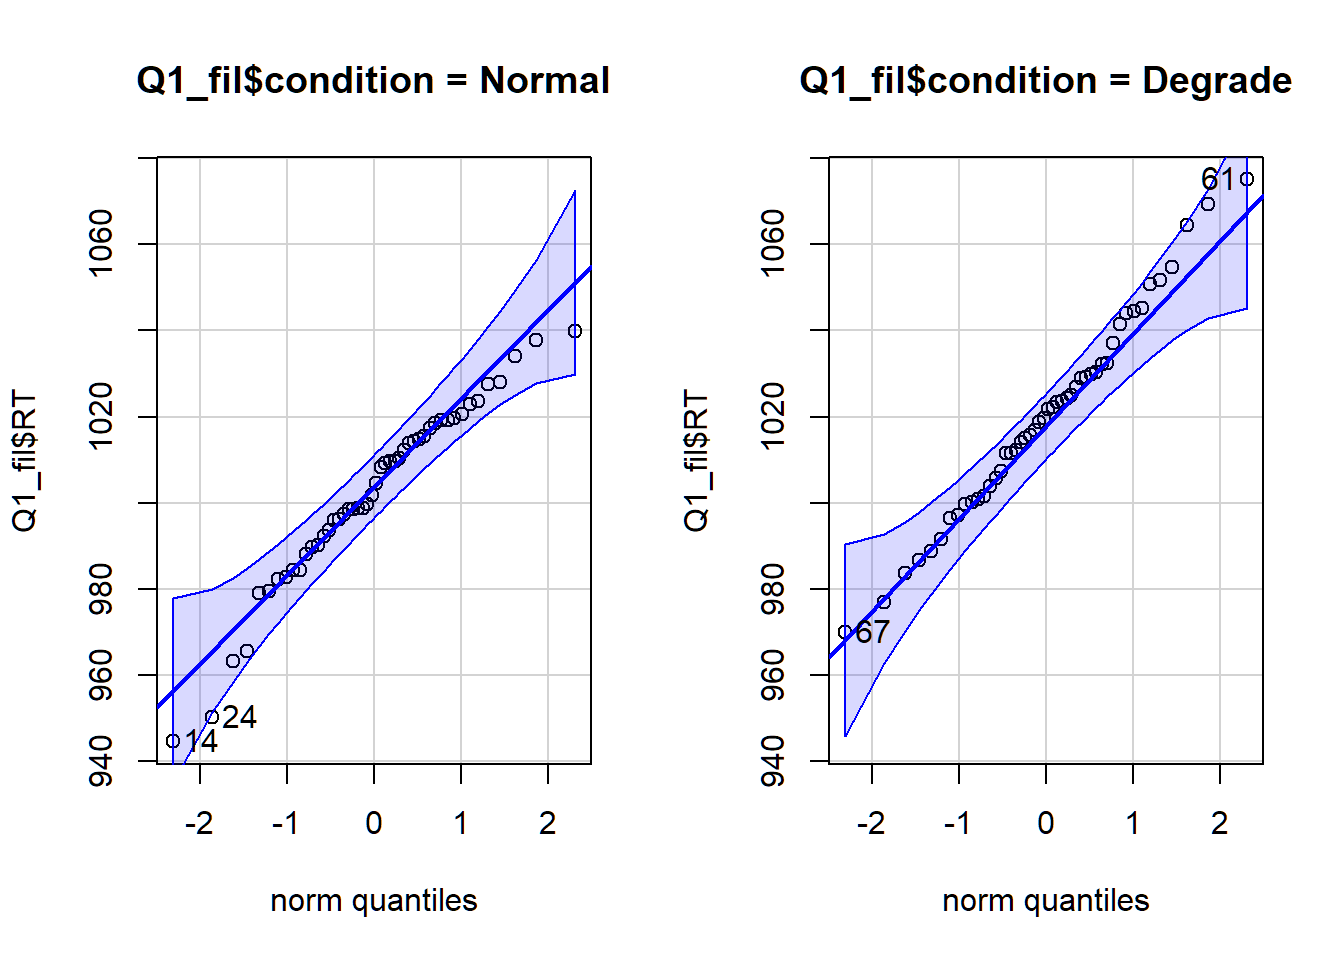 Q1_fil$condition = Normal
Q1_fil$RT
1060
1020
980
960
940
24
14
-2 -1 0 1 2
norm quantiles
Q1_fil$condition = Degrade
Q1_fil$RT
1060
1020
980
960
940
61
67
-2 -1 0 1 2
norm quantiles